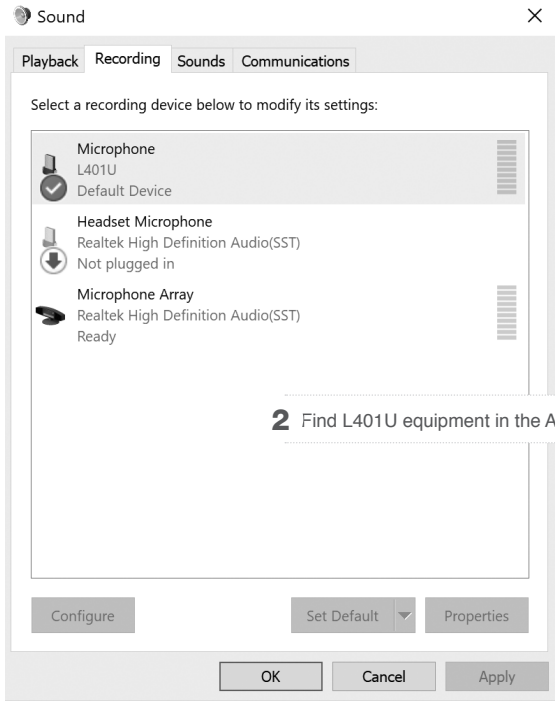 Sound
Playback Recording Sounds Communications
Select a recording device below to modify its settings:
Microphone
L401U
Default Device
Headset Microphone
Realtek High Definition Audio(SST)
Not plugged in
Microphone Array
Realtek High Definition Audio(SST)
Ready
2 Find L401U equipment in the A
Configure Set Default Properties
OK Cancel Apply